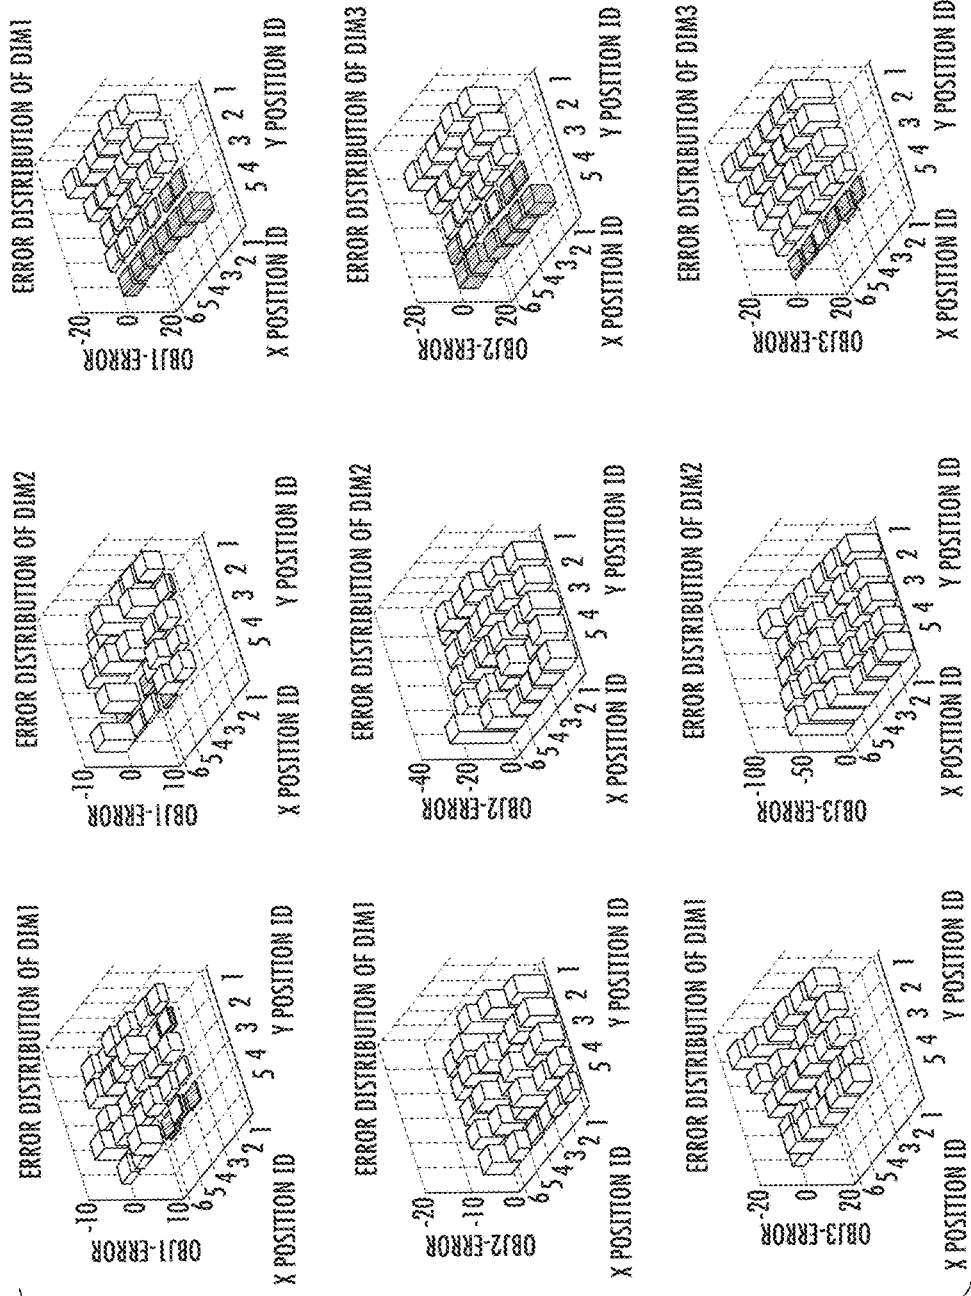 ERROR DISTRIBUTION OF DIM1
OBJ1-ERROR
-10
0
10
6 5 4 3 2 1
5 4 3 2 1
X POSITION ID
Y POSITION ID
ERROR DISTRIBUTION OF DIM2
OBJ1-ERROR
-10
0
10
6 5 4 3 2 1
5 4 3 2 1
X POSITION ID
Y POSITION ID
ERROR DISTRIBUTION OF DIM1
OBJ1-ERROR
-20
0
20
6 5 4 3 2 1
5 4 3 2 1
X POSITION ID
Y POSITION ID
ERROR DISTRIBUTION OF DIM1
OBJ2-ERROR
-20
-10
0
6 5 4 3 2 1
5 4 3 2 1
X POSITION ID
Y POSITION ID
ERROR DISTRIBUTION OF DIM2
OBJ2-ERROR
-40
-20
0
6 5 4 3 2 1
5 4 3 2 1
X POSITION ID
Y POSITION ID
ERROR DISTRIBUTION OF DIM3
OBJ2-ERROR
-20
0
20
6 5 4 3 2 1
5 4 3 2 1
X POSITION ID
Y POSITION ID
ERROR DISTRIBUTION OF DIM1
OBJ3-ERROR
-20
0
20
6 5 4 3 2 1
5 4 3 2 1
X POSITION ID
Y POSITION ID
ERROR DISTRIBUTION OF DIM2
OBJ3-ERROR
-100
-50
0
6 5 4 3 2 1
5 4 3 2 1
X POSITION ID
Y POSITION ID
ERROR DISTRIBUTION OF DIM3
OBJ3-ERROR
-20
0
20
6 5 4 3 2 1
5 4 3 2 1
X POSITION ID
Y POSITION ID